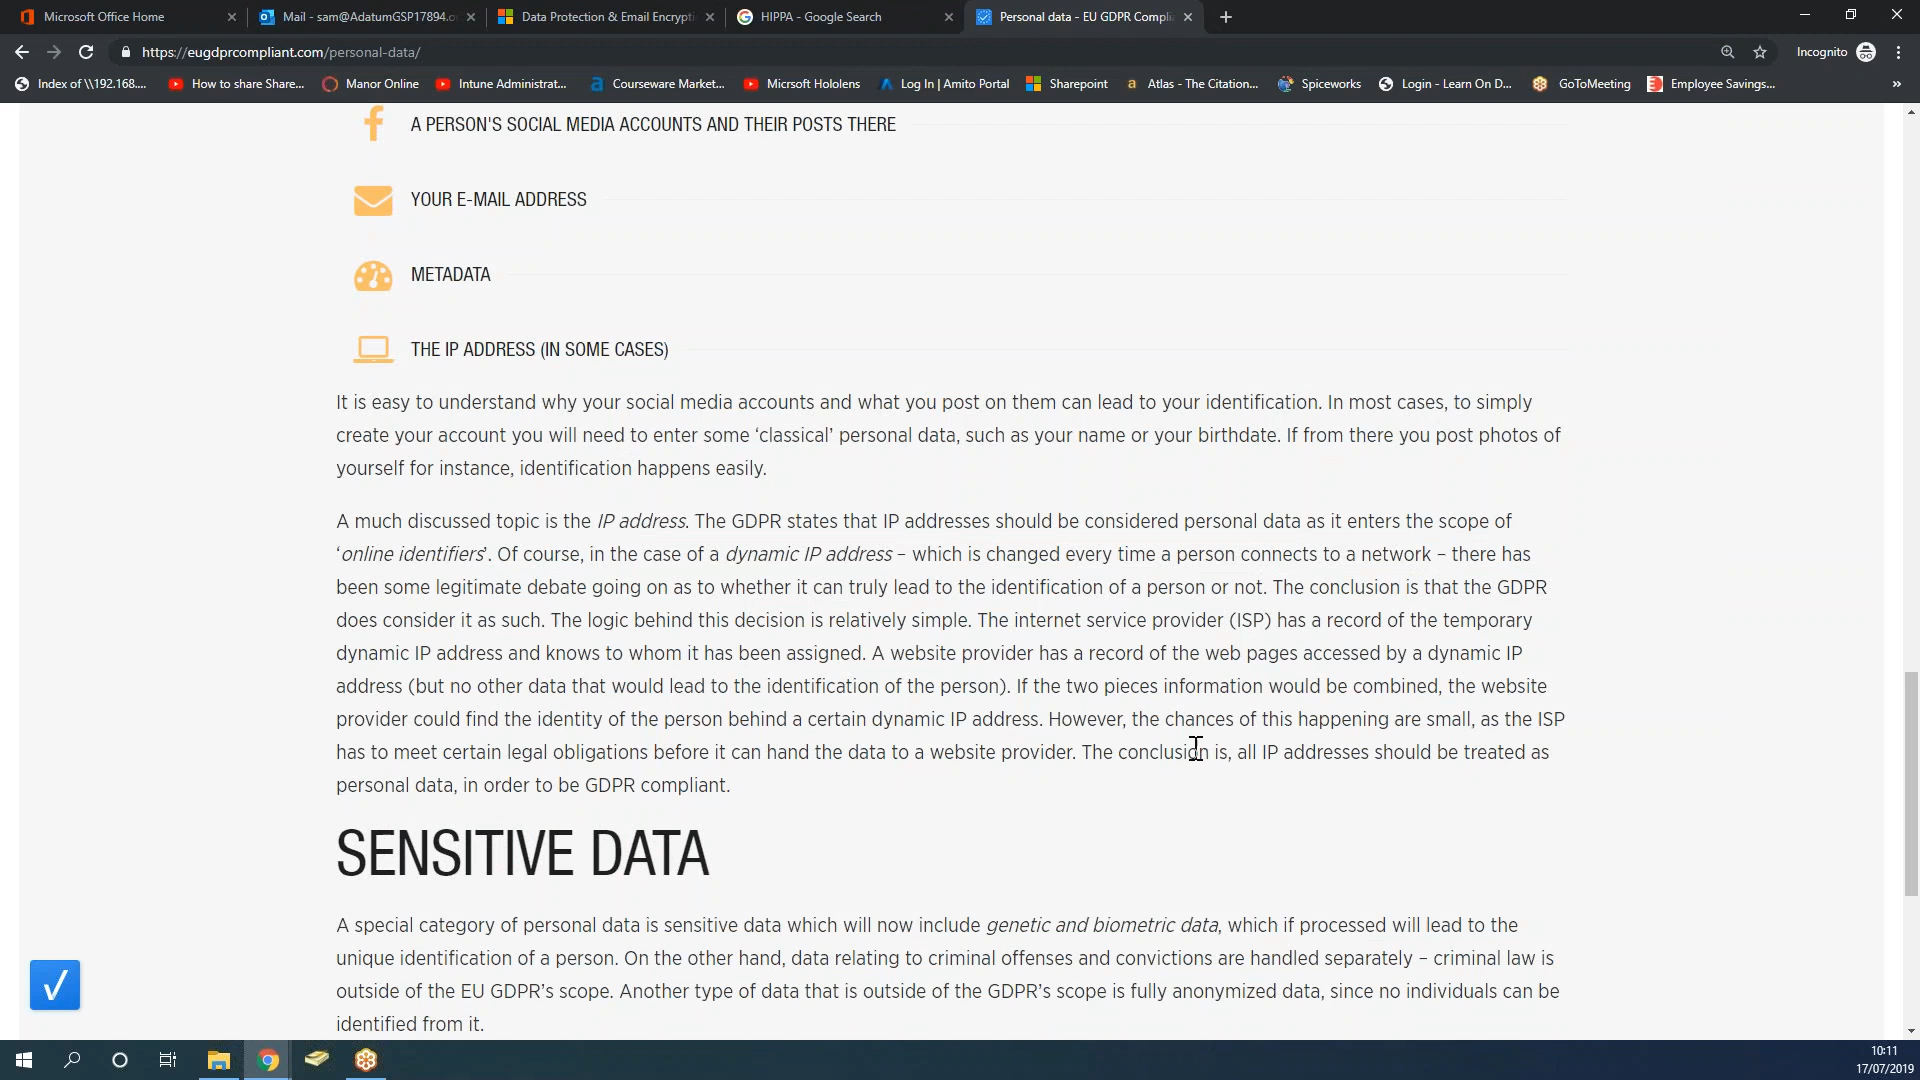 Microsoft Office Home
Mail - sam@AdatumGSP17894.o
Data Protection & Email Encrypti
HIPPA - Google Search
Personal data - EU GDPR Compli
https://eugdprcompliant.com/personal-data/
Incognito
Index of \\192.168....
How to share Share...
Manor Online
Intune Administrat...
Courseware Market...
Micrsoft Hololens
Log In | Amito Portal
Sharepoint
Atlas - The Citation...
Spiceworks
Login - Learn On D...
GoToMeeting
Employee Savings...
»
A PERSON'S SOCIAL MEDIA ACCOUNTS AND THEIR POSTS THERE
YOUR E-MAIL ADDRESS
METADATA
THE IP ADDRESS (IN SOME CASES)
It is easy to understand why your social media accounts and what you post on them can lead to your identification. In most cases, to simply
create your account you will need to enter some ‘classical’ personal data, such as your name or your birthdate. If from there you post photos of
yourself for instance, identification happens easily.
A much discussed topic is the IP address. The GDPR states that IP addresses should be considered personal data as it enters the scope of
‘online identifiers’. Of course, in the case of a dynamic IP address – which is changed every time a person connects to a network – there has
been some legitimate debate going on as to whether it can truly lead to the identification of a person or not. The conclusion is that the GDPR
does consider it as such. The logic behind this decision is relatively simple. The internet service provider (ISP) has a record of the temporary
dynamic IP address and knows to whom it has been assigned. A website provider has a record of the web pages accessed by a dynamic IP
address (but no other data that would lead to the identification of the person). If the two pieces information would be combined, the website
provider could find the identity of the person behind a certain dynamic IP address. However, the chances of this happening are small, as the ISP
has to meet certain legal obligations before it can hand the data to a website provider. The conclusion is, all IP addresses should be treated as
personal data, in order to be GDPR compliant.
SENSITIVE DATA
A special category of personal data is sensitive data which will now include genetic and biometric data, which if processed will lead to the
unique identification of a person. On the other hand, data relating to criminal offenses and convictions are handled separately – criminal law is
outside of the EU GDPR’s scope. Another type of data that is outside of the GDPR’s scope is fully anonymized data, since no individuals can be
identified from it.
10:11
17/07/2019